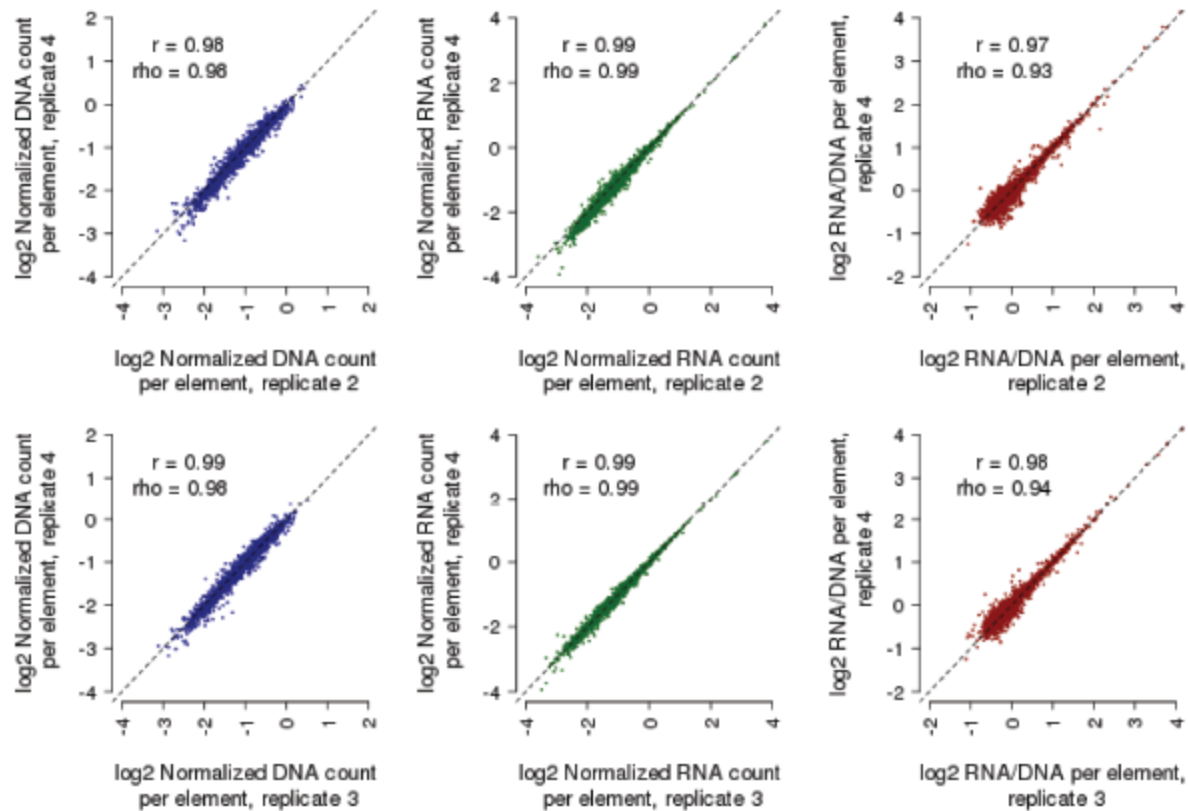 log2 Normalized DNA count
per element, replicate 4
2
1
0
-1
-2
-3
-4
r = 0.98
rho = 0.98
-4
-3
-2
-1
0
1
2
log2 Normalized DNA count
per element, replicate 2
log2 Normalized RNA count
per element, replicate 4
4
2
0
-2
-4
r = 0.99
rho = 0.99
-4
-2
0
2
4
log2 Normalized RNA count
per element, replicate 2
log2 RNA/DNA per element,
replicate 4
4
3
2
1
0
-1
-2
r = 0.97
rho = 0.93
-2
-1
0
1
2
3
4
log2 RNA/DNA per element,
replicate 2
log2 Normalized DNA count
per element, replicate 4
2
1
0
-1
-2
-3
-4
r = 0.99
rho = 0.98
-4
-3
-2
-1
0
1
2
log2 Normalized DNA count
per element, replicate 3
log2 Normalized RNA count
per element, replicate 4
4
2
0
-2
-4
r = 0.99
rho = 0.99
-4
-2
0
2
4
log2 Normalized RNA count
per element, replicate 3
log2 RNA/DNA per element,
replicate 4
4
3
2
1
0
-1
-2
r = 0.98
rho = 0.94
-2
-1
0
1
2
3
4
log2 RNA/DNA per element,
replicate 3